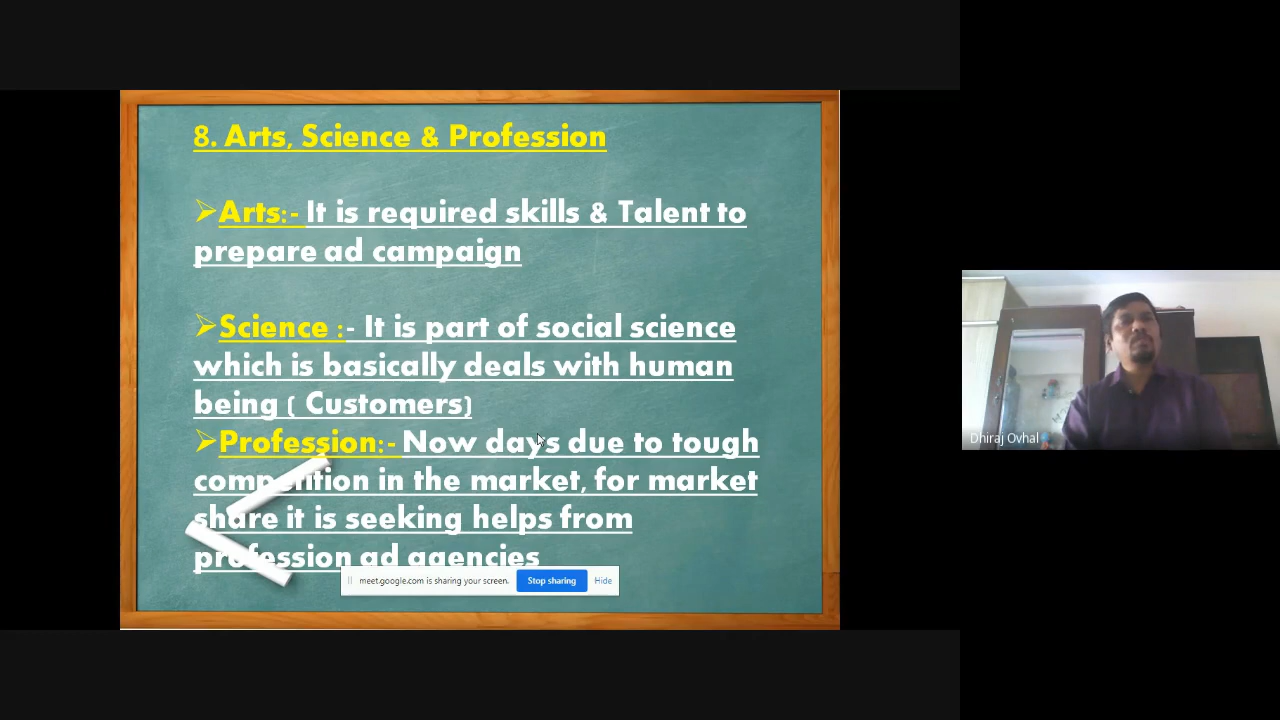 8. Arts, Science & Profession
➢Arts:- It is required skills & Talent to
prepare ad campaign
➢Science :- It is part of social science
which is basically deals with human
being ( Customers)
➢Profession:- Now days due to tough
competition in the market, for market
share it is seeking helps from
profession ad agencies
meet.google.com is sharing your screen. Stop sharing Hide
Dhiraj Ovhal